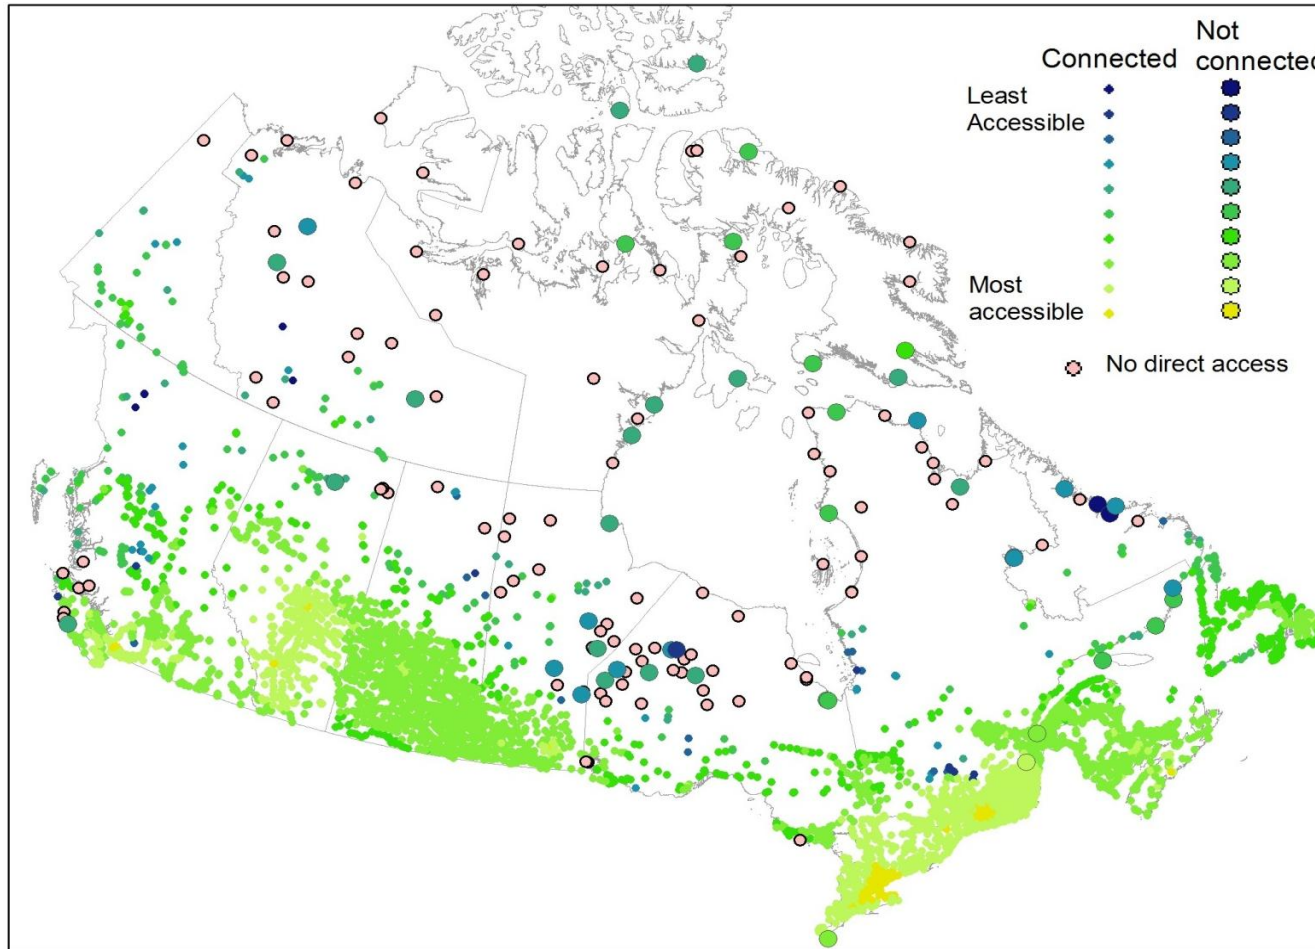 Not
Connected connected
Least
Accessible
Most
accessible
No direct access